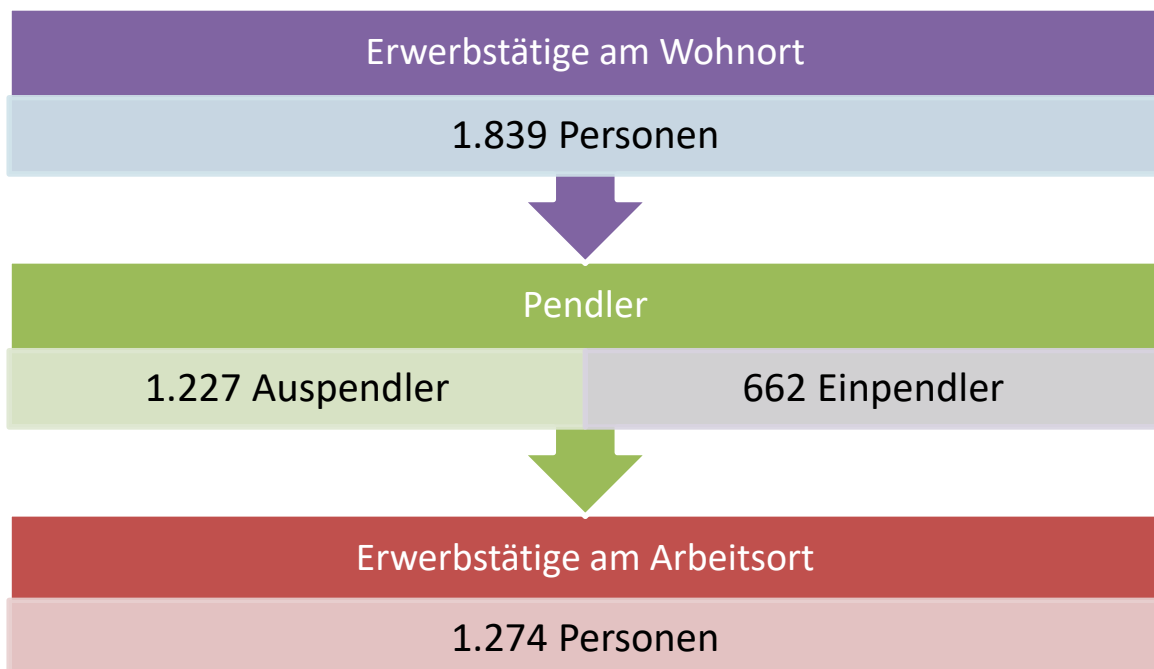 Erwerbstätige am Wohnort
1.839 Personen
Pendler
1.227 Auspendler
662 Einpendler
Erwerbstätige am Arbeitsort
1.274 Personen